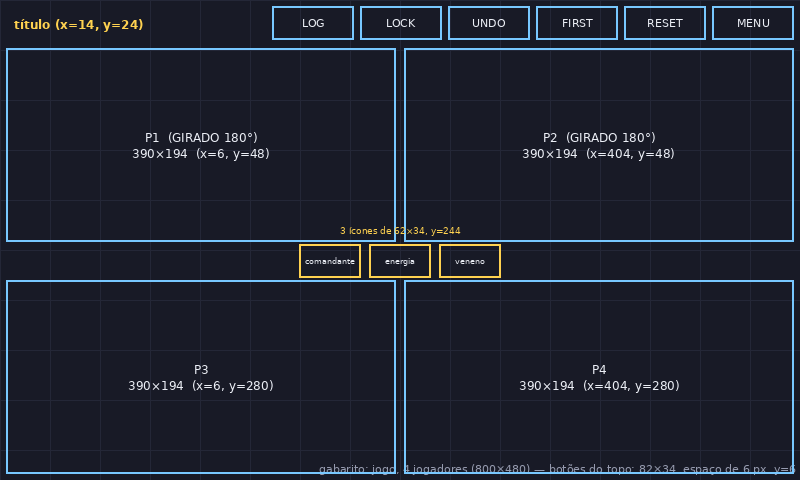 título (x=14, y=24)
LOG
LOCK
UNDO
FIRST
RESET
MENU
P1 (GIRADO 180°)
390×194 (x=6, y=48)
P2 (GIRADO 180°)
390×194 (x=404, y=48)
3 ícones de 62×34, y=244
comandante
energia
veneno
P3
390×194 (x=6, y=280)
P4
390×194 (x=404, y=280)
gabarito: jogo, 4 jogadores (800×480) — botões do topo: 82×34 espaço de 6 px y=6